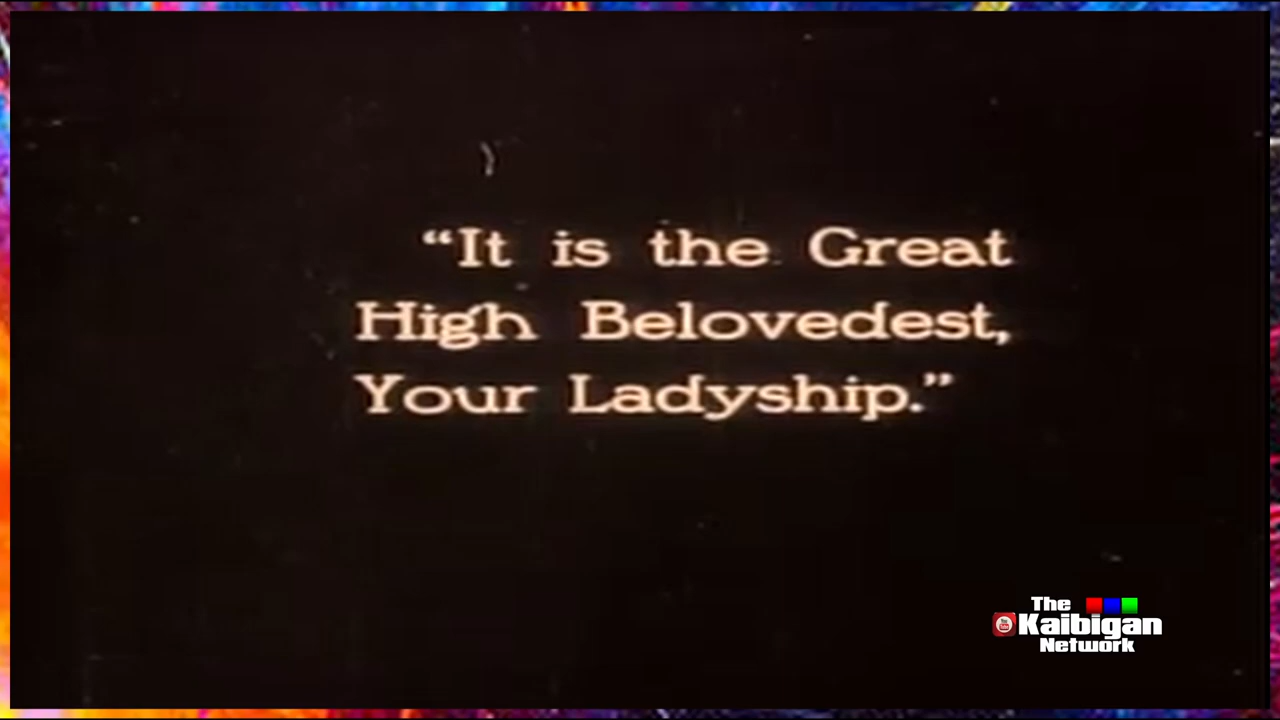 “It is the Great
High Belovedest,
Your Ladyship.”
The
Kaibigan
Network